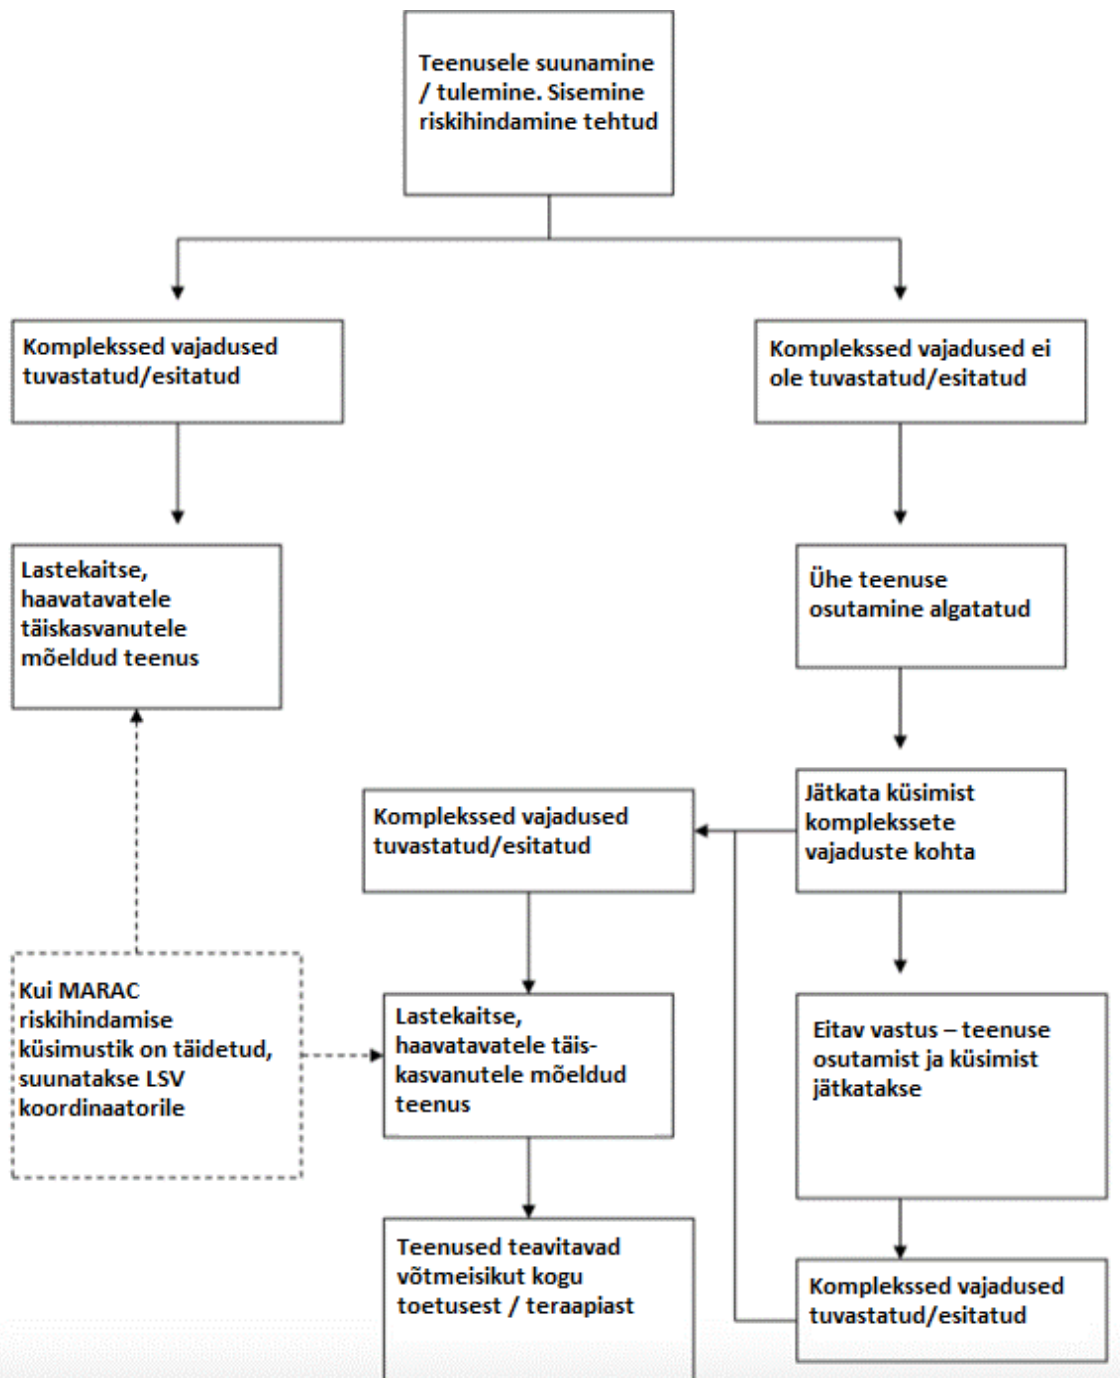 Teenusele suunamine
/ tulemine. Sisemine
riskihindamine tehtud
Komplekssed vajadused
tuvastatud/esitatud
Komplekssed vajadused ei
ole tuvastatud/esitatud
Lastekaitse,
haavatavatele
täiskasvanutele
mõeldud teenus
Ühe teenuse
osutamine algatatud
Jätkata küsimist
komplekssete
vajaduste kohta
Komplekssed vajadused
tuvastatud/esitatud
Kui MARAC
riskihindamise
küsimustik on täidetud,
suunatakse LSV
koordinaatorile
Lastekaitse,
haavatavatele täis-
kasvanutele mõeldud
teenus
Eitav vastus – teenuse
osutamist ja küsimist
jätkatakse
Teenused teavitavad
võtmeisikut kogu
toetusest / teraapiast
Komplekssed vajadused
tuvastatud/esitatud